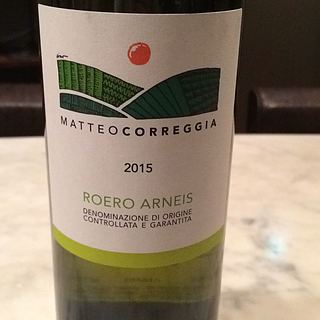 MATTEOCORREGGIA
2015
ROERO ARNEIS
DENOMINAZIONE DI ORIGINE
CONTROLLATA E GARANTITA